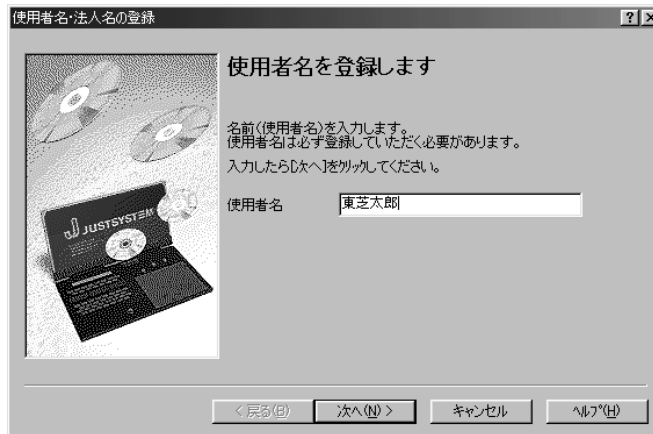 使用者名･法人名の登録
使用者名を登録します
名前(使用者名)を入力します。
使用者名は必ず登録していただく必要があります。
入力したら[次へ]をｸﾘｯｸしてください。
使用者名 東芝太郎
JUSTSYSTEM
< 戻る(B) 次へ(N) > キャンセル ﾍﾙﾌﾟ(H)